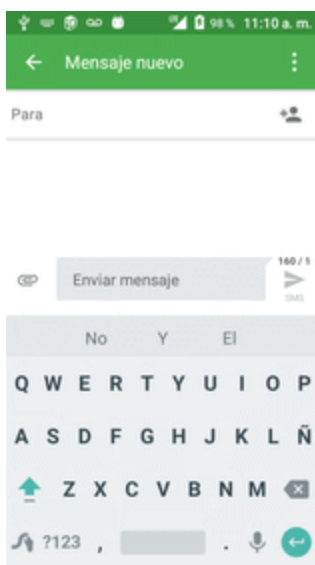 98% 11:10 a. m.
Mensaje nuevo
Para
160 / 1
Enviar mensaje
SMS
No Y El
Q W E R T Y U I O P
A S D F G H J K L Ñ
Z X C V B N M
?123 , .